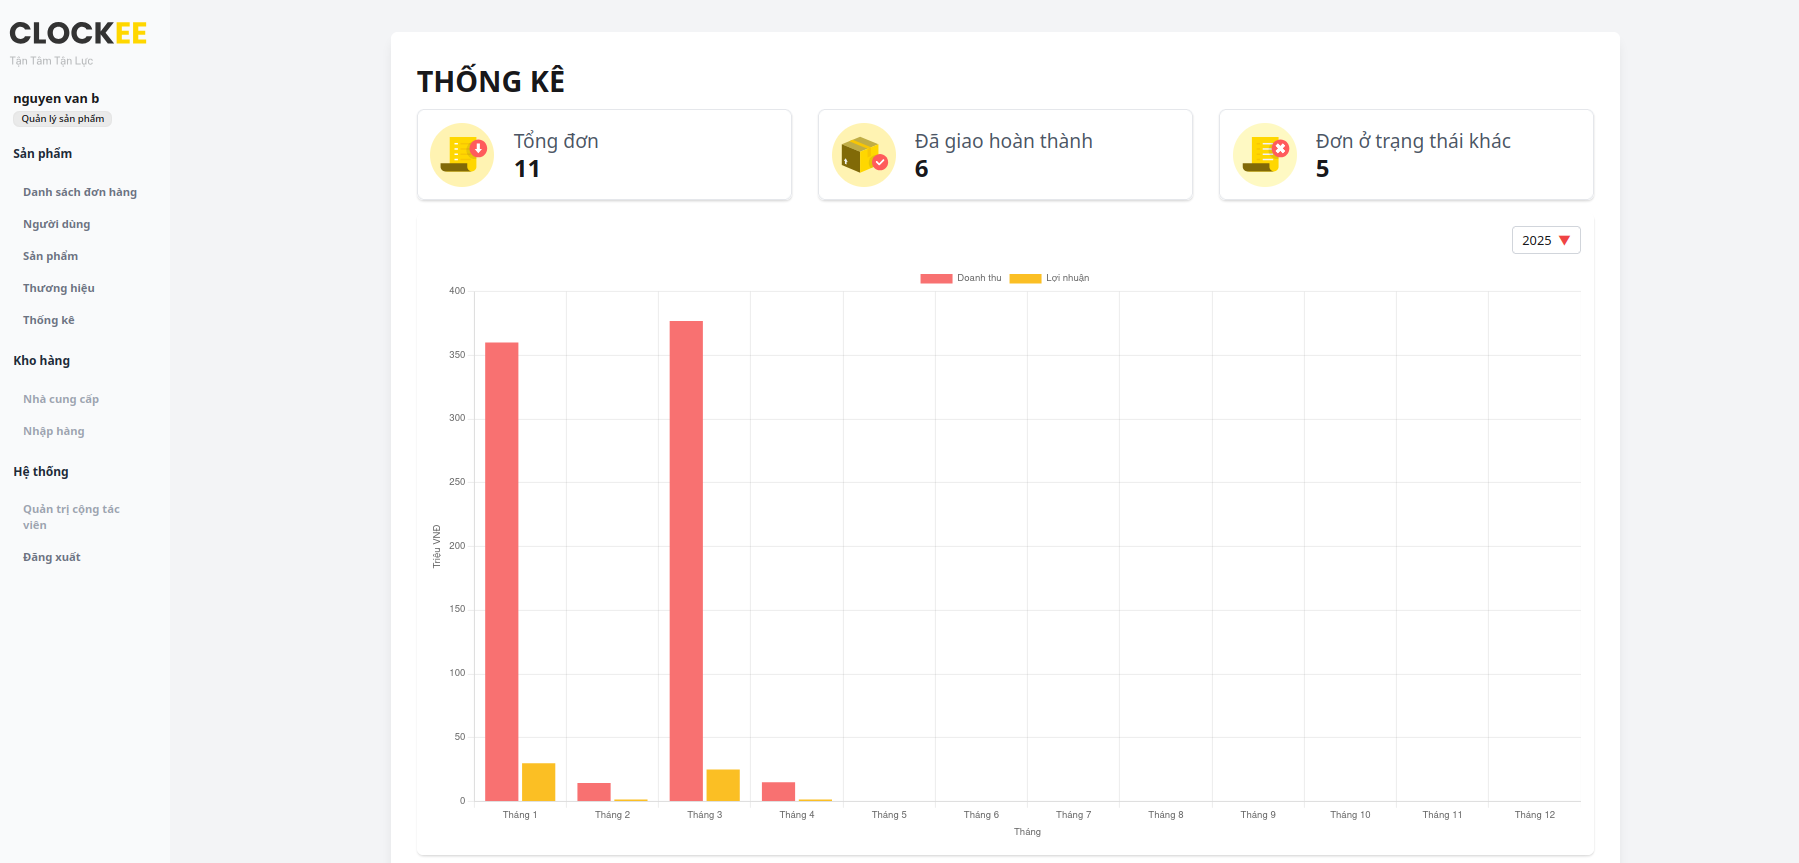 CLOCKEE
Tận Tâm Tận Lực
nguyen van b
Quản lý sản phẩm
Sản phẩm
Danh sách đơn hàng
Người dùng
Sản phẩm
Thương hiệu
Thống kê
Kho hàng
Nhà cung cấp
Nhập hàng
Hệ thống
Quản trị cộng tác
viên
Đăng xuất
THỐNG KÊ
Tổng đơn
11
Đã giao hoàn thành
6
Đơn ở trạng thái khác
5
2025
Doanh thu Lợi nhuận
400
350
300
250
200
150
100
50
0
Triệu VNĐ
Tháng 1 Tháng 2 Tháng 3 Tháng 4 Tháng 5 Tháng 6 Tháng 7 Tháng 8 Tháng 9 Tháng 10 Tháng 11 Tháng 12
Tháng